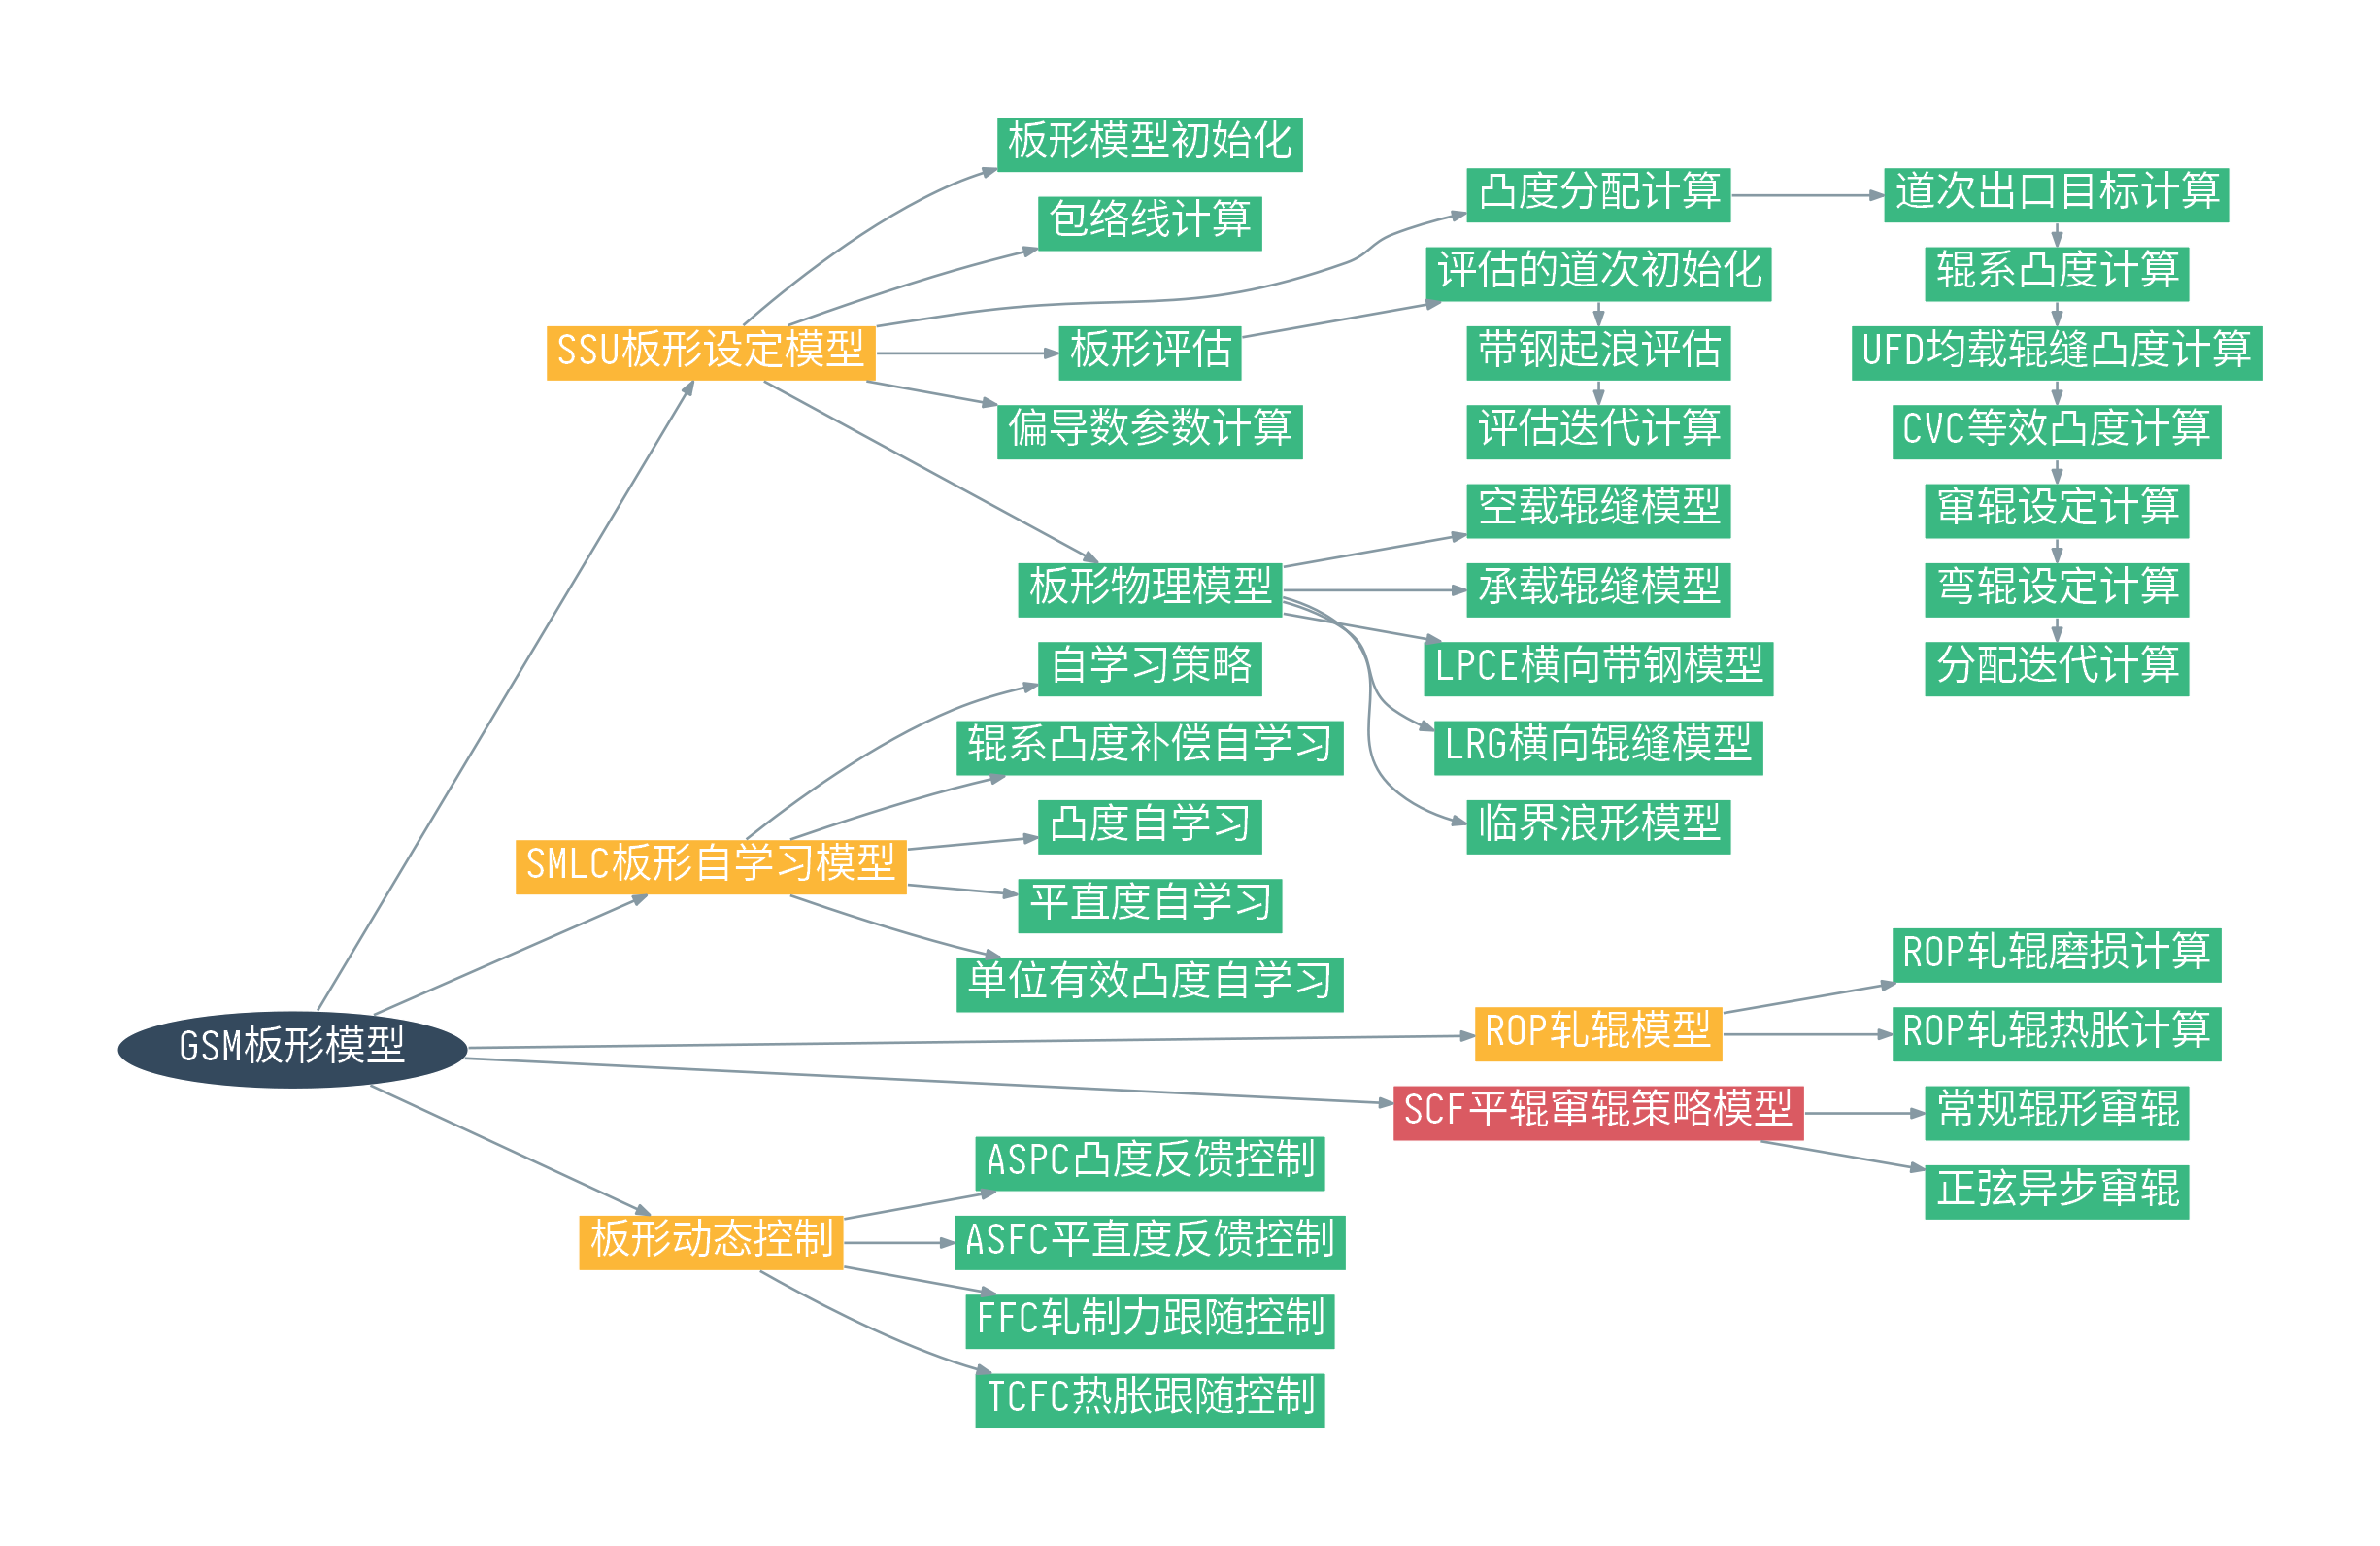 GSM板形模型
SSU板形设定模型
板形模型初始化
包络线计算
凸度分配计算
道次出口目标计算
辊系凸度计算
UFD均载辊缝凸度计算
CVC等效凸度计算
窜辊设定计算
弯辊设定计算
分配迭代计算
板形评估
评估的道次初始化
带钢起浪评估
评估迭代计算
偏导数参数计算
板形物理模型
空载辊缝模型
承载辊缝模型
LPCE横向带钢模型
LRG横向辊缝模型
临界浪形模型
SMLC板形自学习模型
自学习策略
辊系凸度补偿自学习
凸度自学习
平直度自学习
单位有效凸度自学习
ROP轧辊模型
ROP轧辊磨损计算
ROP轧辊热胀计算
SCF平辊窜辊策略模型
常规辊形窜辊
正弦异步窜辊
板形动态控制
ASPC凸度反馈控制
ASFC平直度反馈控制
FFC轧制力跟随控制
TCFC热胀跟随控制